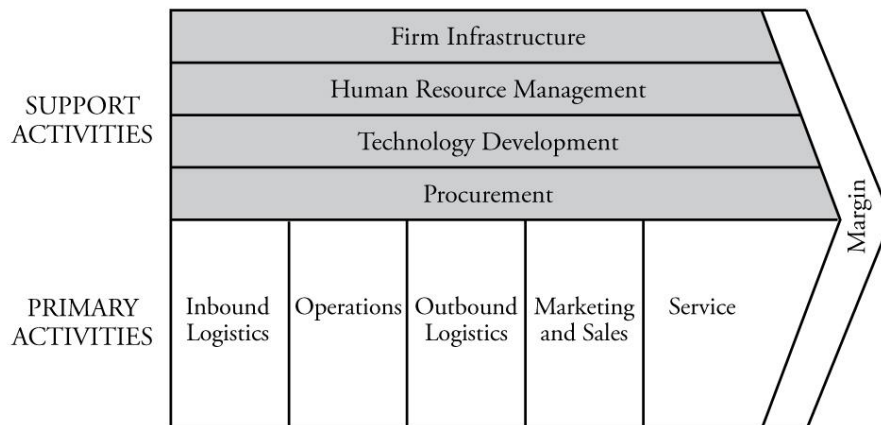 Firm Infrastructure
Human Resource Management
SUPPORT
ACTIVITIES
Technology Development
Procurement
Margin
PRIMARY
ACTIVITIES
Inbound
Logistics
Operations
Outbound
Logistics
Marketing
and Sales
Service